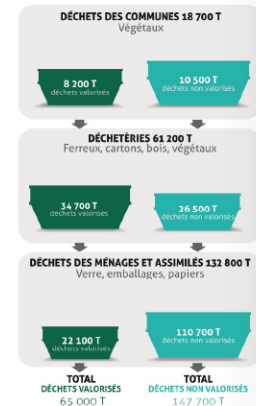 DÉCHETS DES COMMUNES 18 700 T
Végétaux
8 200 T
déchets valorisés
10 500 T
déchets non valorisés
DÉCHETÈRIES 61 200 T
Ferreux, cartons, bois, végétaux
34 700 T
déchets valorisés
26 500 T
déchets non valorisés
DÉCHETS DES MÉNAGES ET ASSIMILÉS 132 800 T
Verre, emballages, papiers
22 100 T
déchets valorisés
110 700 T
déchets non valorisés
TOTAL
DÉCHETS VALORISÉS
65 000 T
TOTAL
DÉCHETS NON VALORISÉS
147 700 T